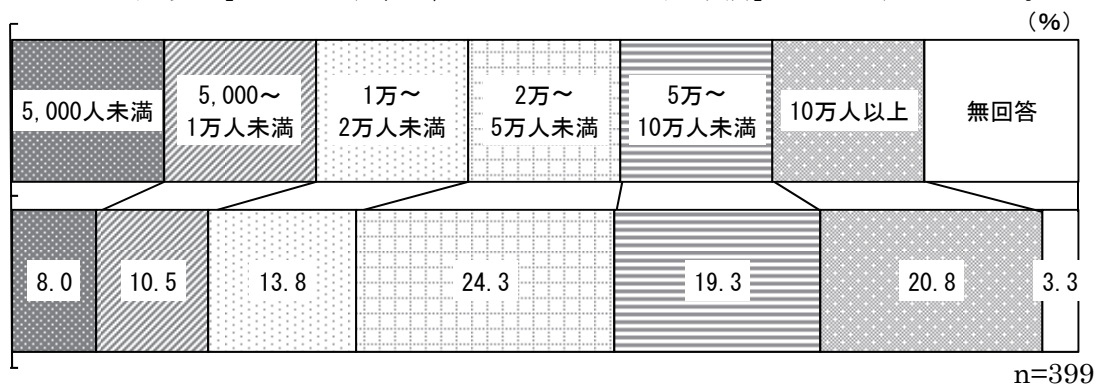 (%)
5,000人未満
5,000～
1万人未満
1万～
2万人未満
2万～
5万人未満
5万～
10万人未満
10万人以上
無回答
8.0
10.5
13.8
24.3
19.3
20.8
3.3
n=399